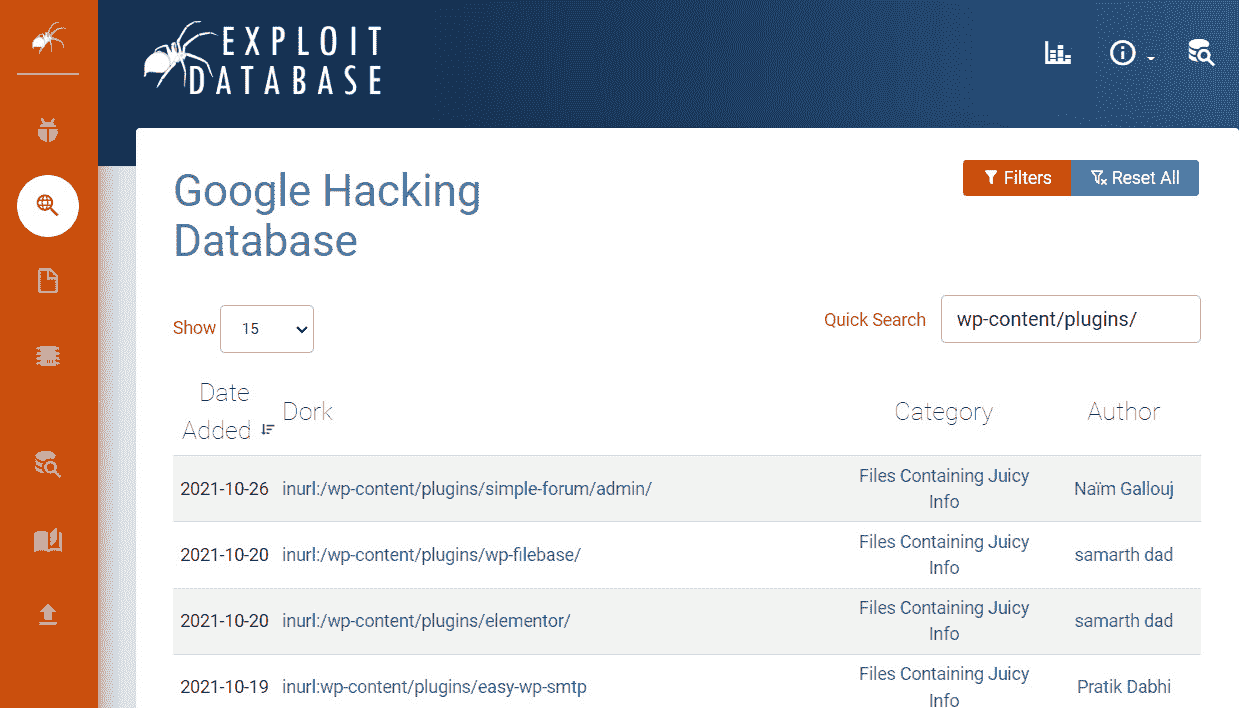 EXPLOIT
DATABASE
Google Hacking
Database
Filters
Reset All
Show
15
Quick Search
wp-content/plugins/
Date
Added
Dork
Category
Author
2021-10-26 inurl:/wp-content/plugins/simple-forum/admin/ Files Containing Juicy
Info
Naïm Gallouj
2021-10-20 inurl:/wp-content/plugins/wp-filebase/ Files Containing Juicy
Info
samarth dad
2021-10-20 inurl:/wp-content/plugins/elementor/ Files Containing Juicy
Info
samarth dad
2021-10-19 inurl:wp-content/plugins/easy-wp-smtp Files Containing Juicy
Info
Pratik Dabhi